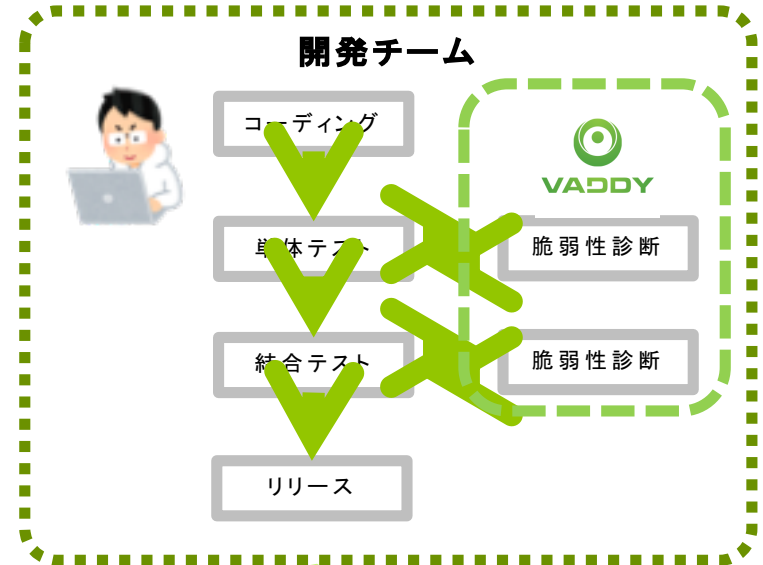 開発チーム
コーディング
VADDY
単体テスト
脆弱性診断
結合テスト
脆弱性診断
リリース